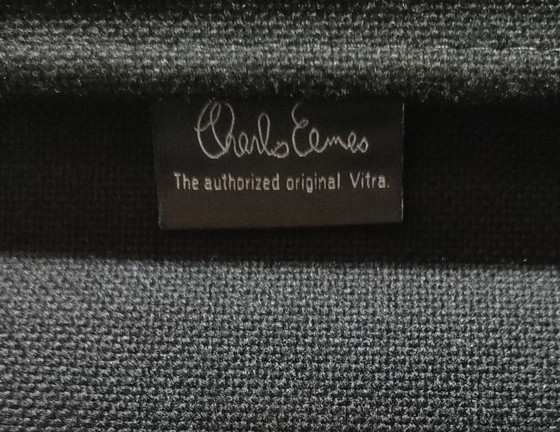 Charles Eames
The authorized original Vitra.